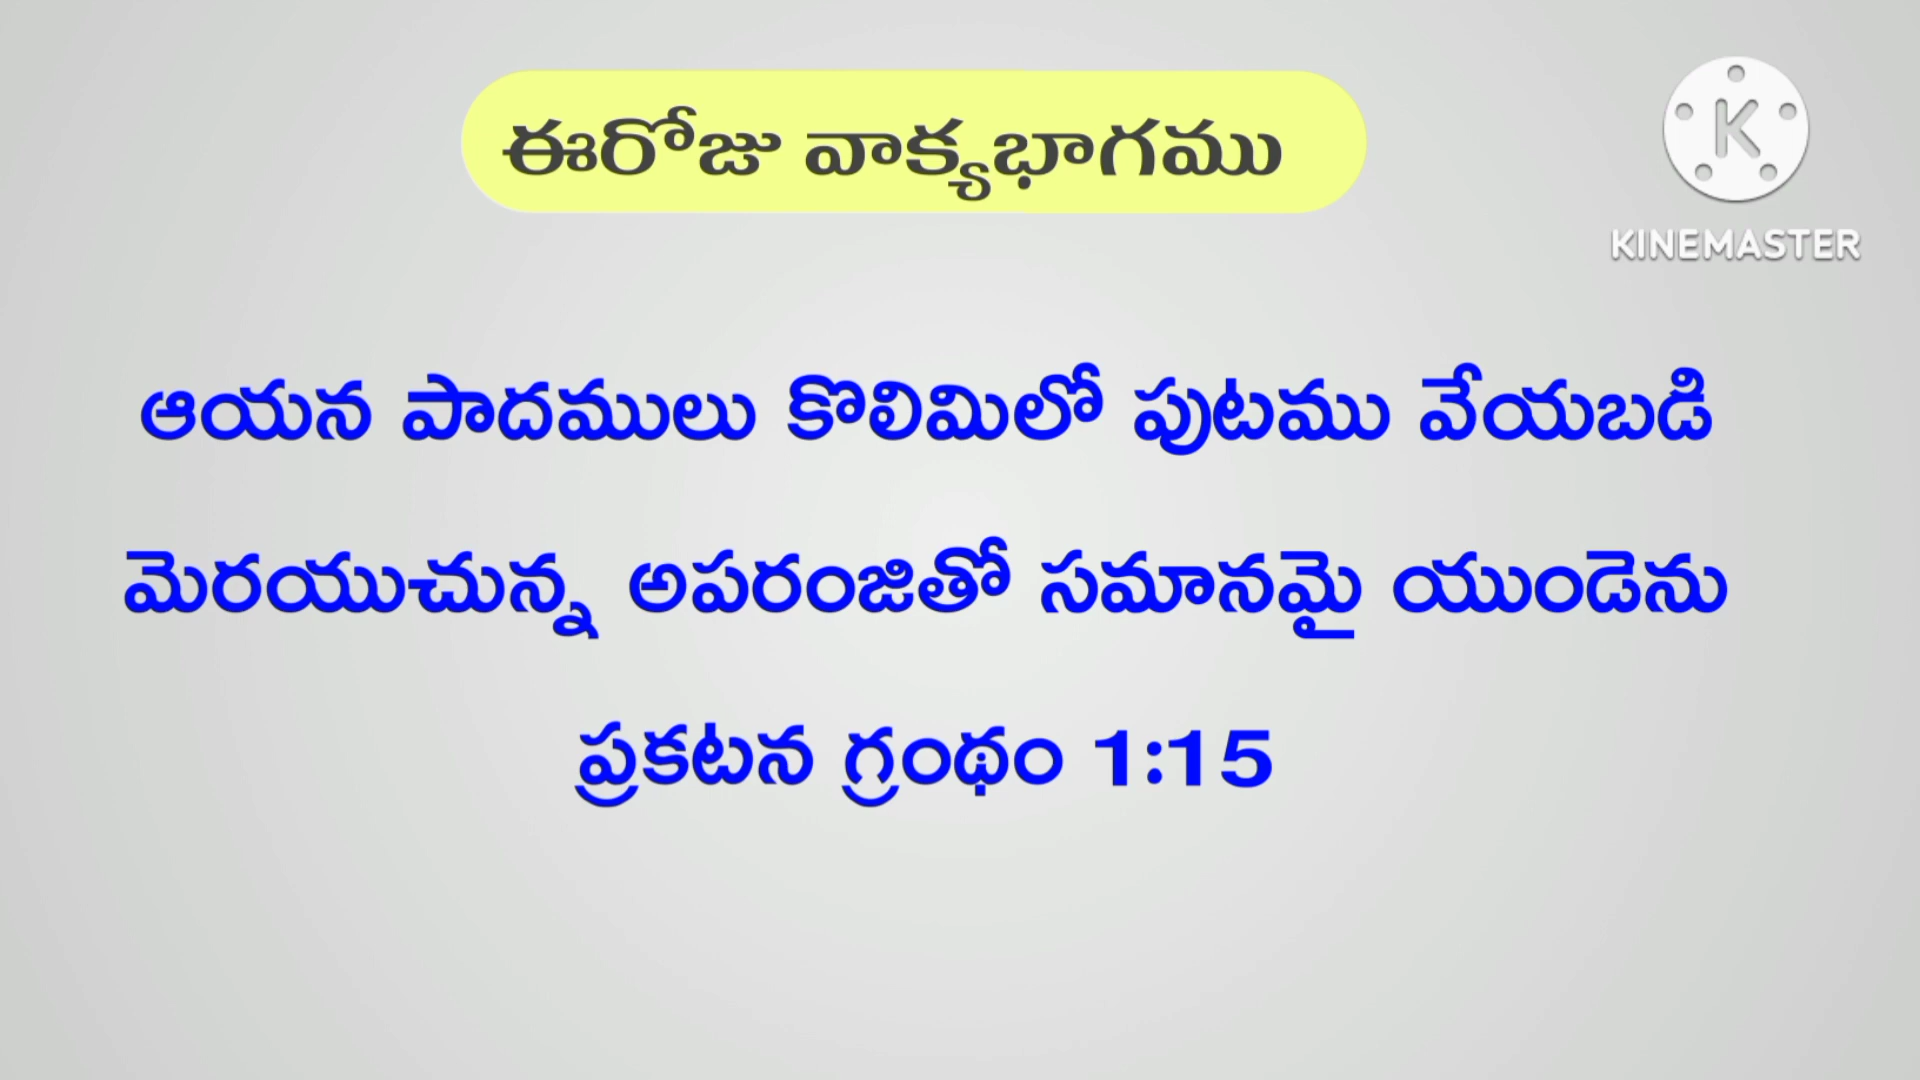 ఈరోజు వాక్యభాగము
K
KINEMASTER
ఆయన పాదములు కొలిమిలో పుటము వేయబడి
మెరయుచున్న అపరంజితో సమానమై యుండెను
ప్రకటన గ్రంథం 1:15